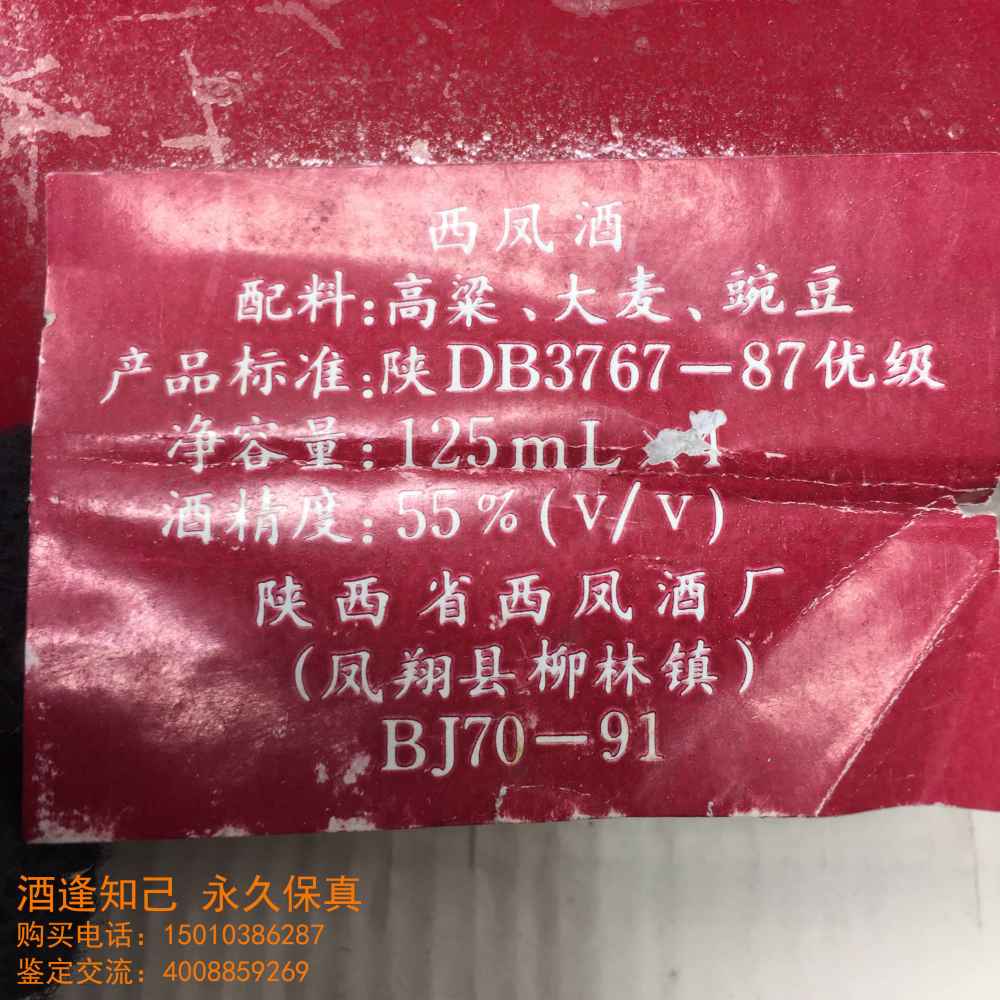 西凤酒
配料:高粱、大麦、豌豆
产品标准:陕DB3767—87优级
净容量:125mL
酒精度:55%(V/V)
陕西省西凤酒厂
(凤翔县柳林镇)
BJ70—91
酒逢知己 永久保真
购买电话：15010386287
鉴定交流：4008859269